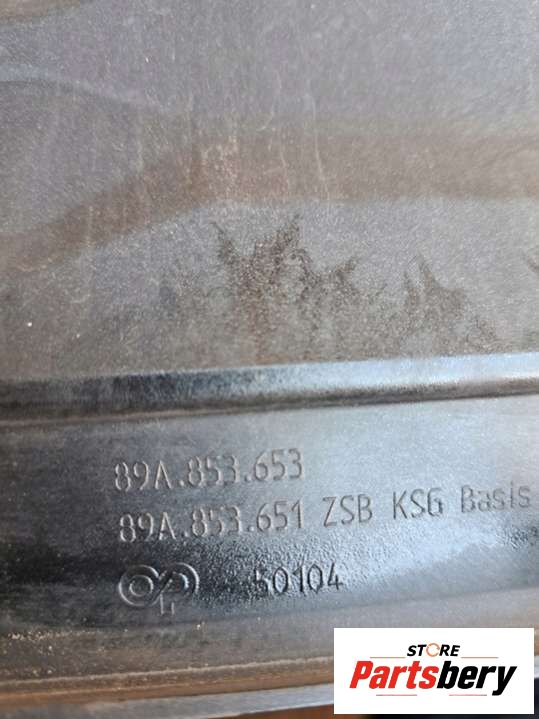 89A.853.653
89A.853.651 ZSB KSG Basis
50104
STORE
Partsbery